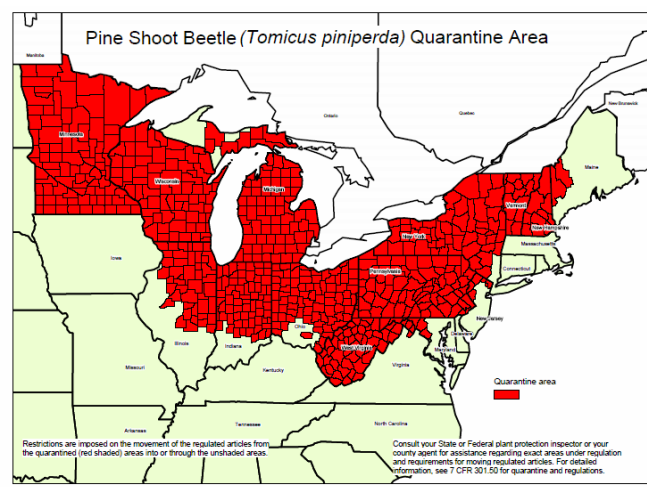 Pine Shoot Beetle (Tomicus piniperda) Quarantine Area
Manitoba
Ontario
Quebec
New Brunswick
Minnesota
Maine
Wisconsin
Michigan
Vermont
New Hampshire
New York
Massachusetts
Iowa
Connecticut
Pennsylvania
New Jersey
Ohio
Delaware
Illinois
Indiana
West Virginia
Maryland
Missouri
Kentucky
Virginia
Quarantine area
Arkansas
Tennessee
North Carolina
Restrictions are imposed on the movement of the regulated articles from
the quarantined (red shaded) areas into or through the unshaded areas.
Consult your State or Federal plant protection inspector or your
county agent for assistance regarding exact areas under regulation
and requirements for moving regulated articles. For detailed
information, see 7 CFR 301.50 for quarantine and regulations.